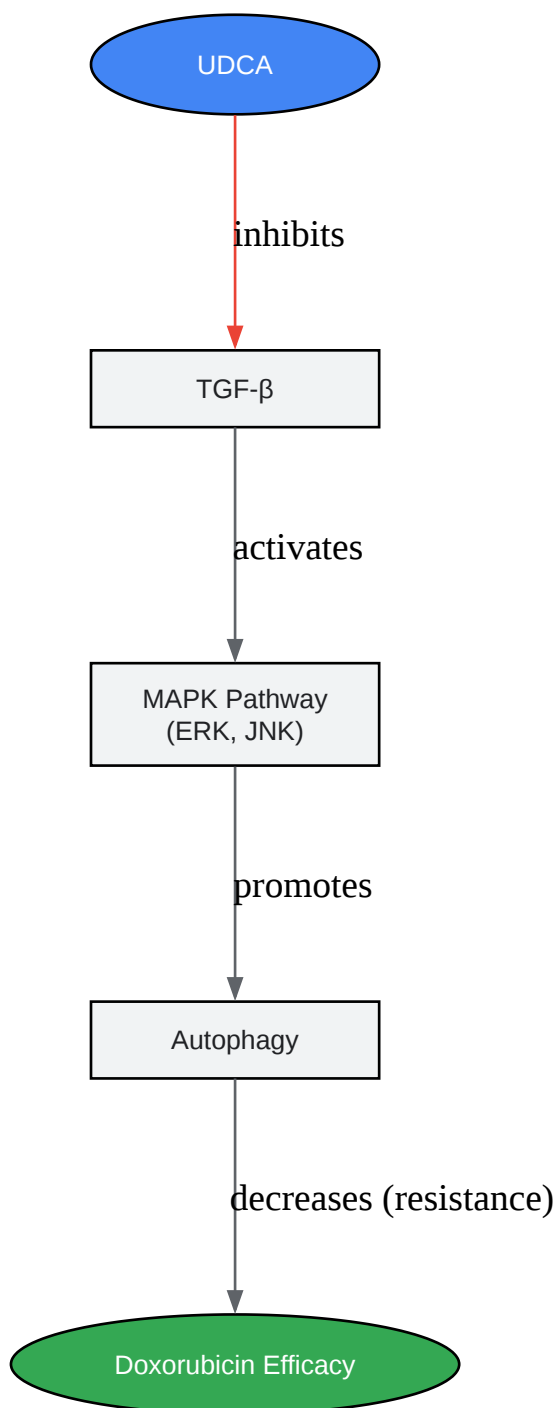 UDCA
inhibits
TGF-β
activates
MAPK Pathway
(ERK, JNK)
promotes
Autophagy
decreases (resistance)
Doxorubicin Efficacy